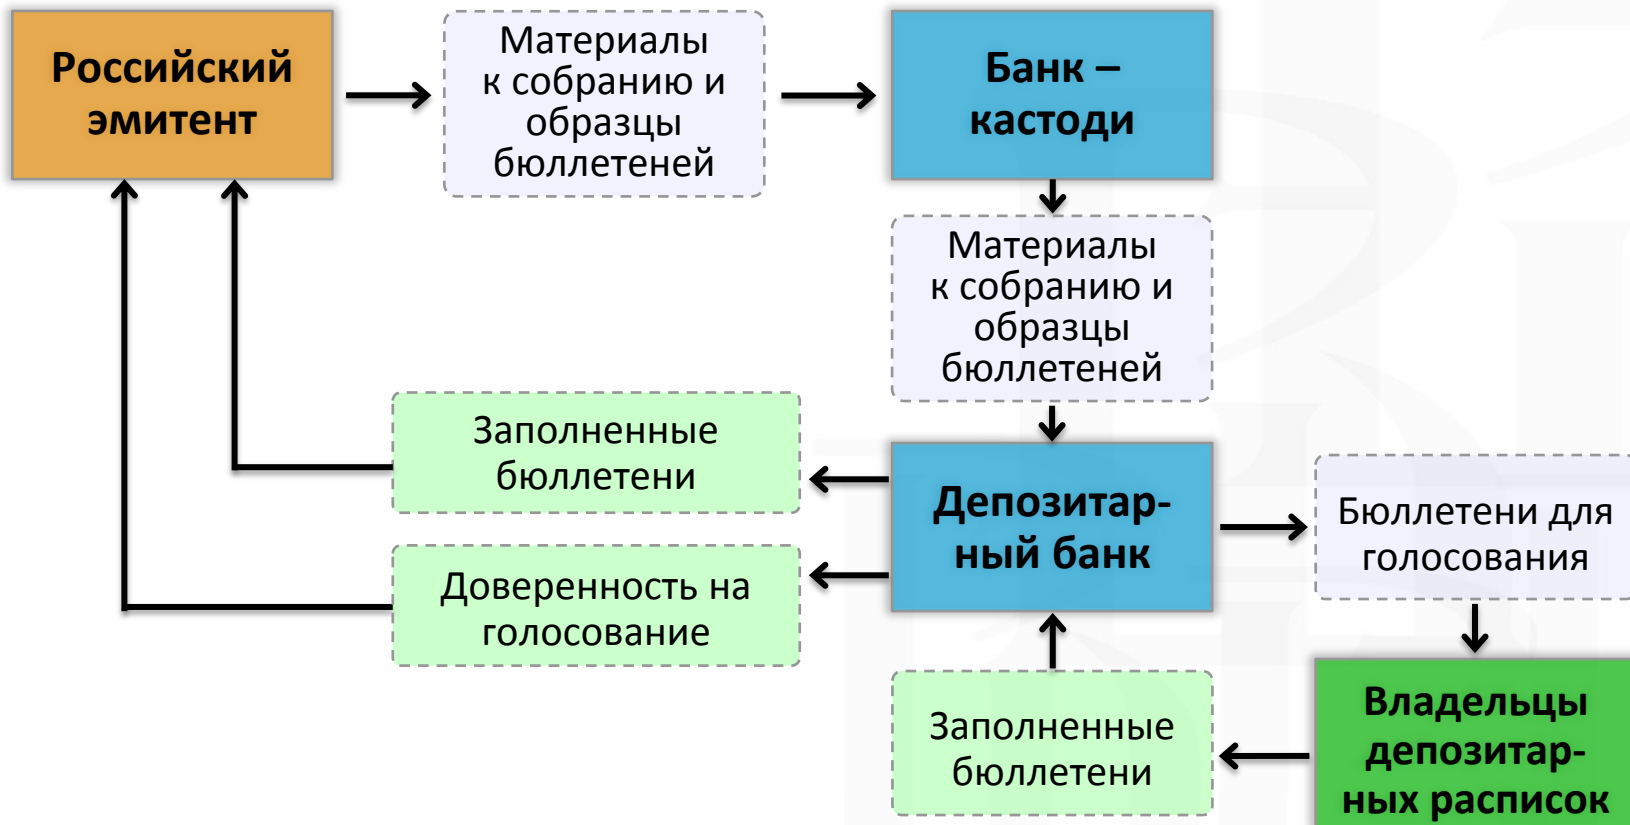 Российский
эмитент
Материалы
к собранию и
образцы
бюллетеней
Банк –
кастоди
Материалы
к собранию и
образцы
бюллетеней
Заполненные
бюллетени
Депозитар-
ный банк
Бюллетени для
голосования
Доверенность на
голосование
Заполненные
бюллетени
Владельцы
депозитар-
ных расписок